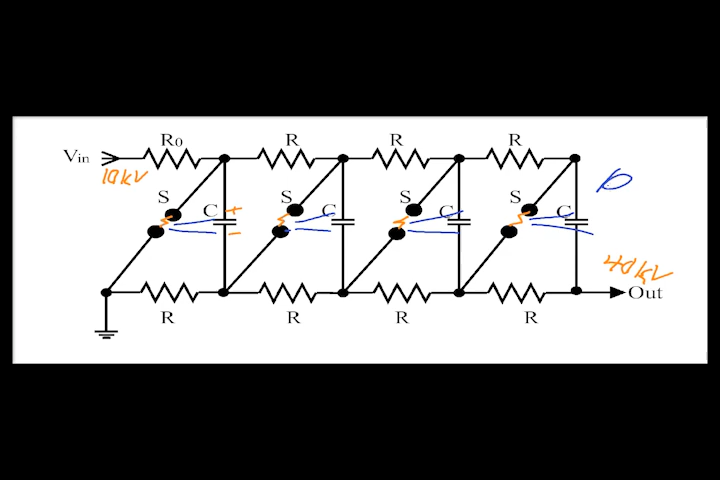 R0 R R R
Vin
10kV
S S S S
C + C C C
−
40kV
Out
R R R R